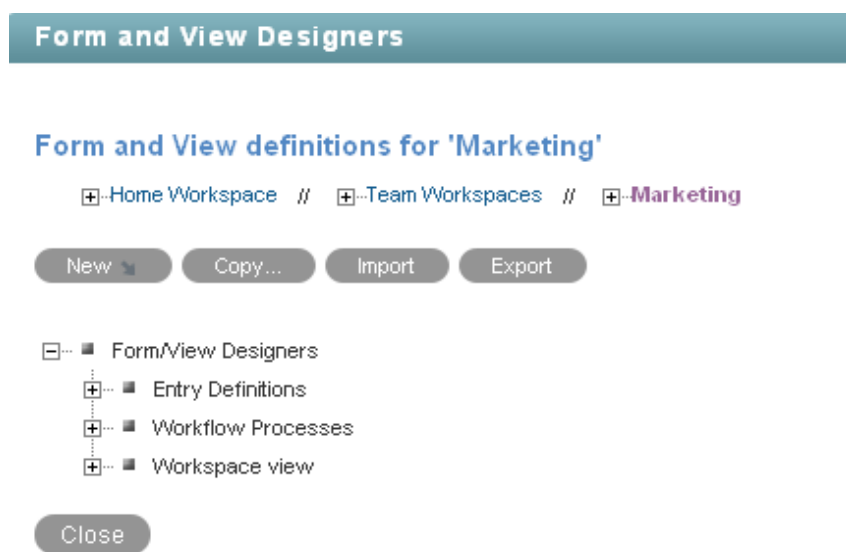 Form and View Designers
Form and View definitions for 'Marketing'
Home Workspace // Team Workspaces // Marketing
New Copy... Import Export
Form/View Designers
Entry Definitions
Workflow Processes
Workspace view
Close